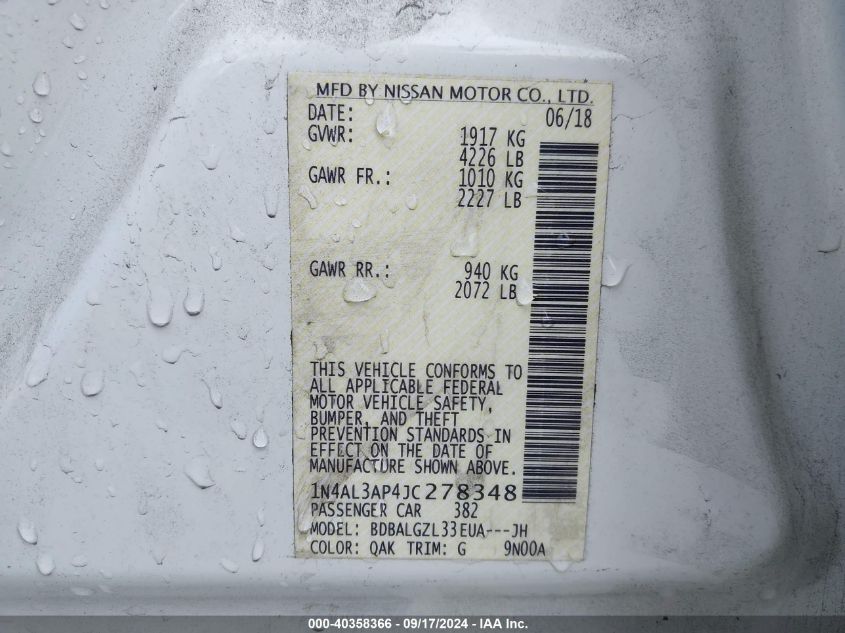 MFD BY NISSAN MOTOR CO., LTD.
DATE: 06/18
GVWR: 1917 KG
4226 LB
GAWR FR.: 1010 KG
2227 LB
GAWR RR.: 940 KG
2072 LB
THIS VEHICLE CONFORMS TO
ALL APPLICABLE FEDERAL
MOTOR VEHICLE SAFETY,
BUMPER, AND THEFT
PREVENTION STANDARDS IN
EFFECT ON THE DATE OF
MANUFACTURE SHOWN ABOVE.
1N4AL3AP4JC278348
PASSENGER CAR 382
MODEL: BDBALGZL33EUA---JH
COLOR: QAK TRIM: G 9N00A
000-40358366 - 09/17/2024 - IAA Inc.